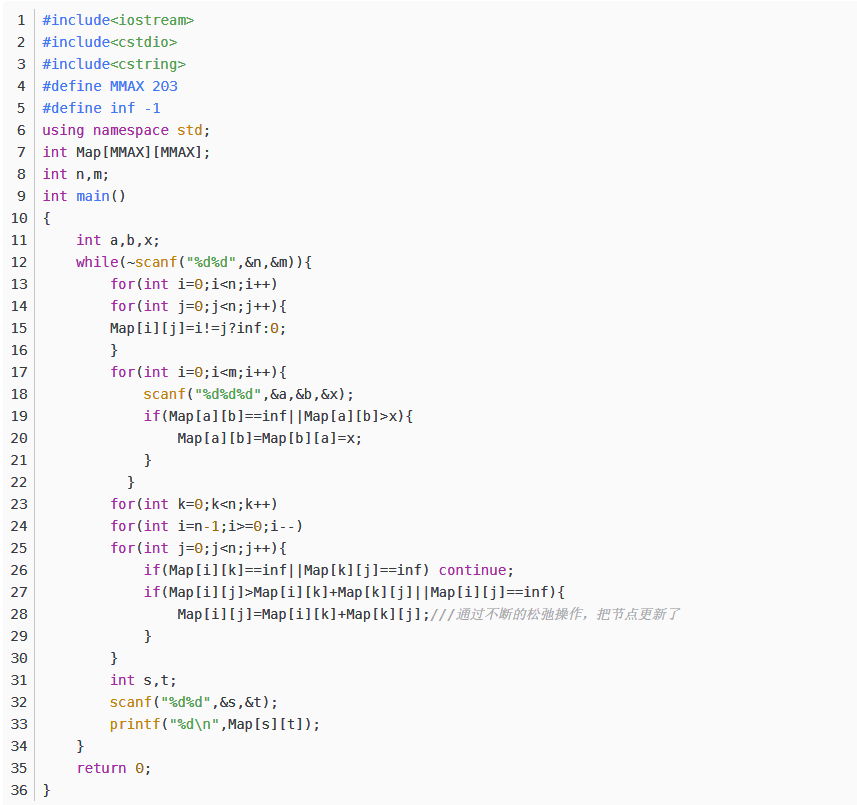 1 #include<iostream>
2 #include<cstdio>
3 #include<cstring>
4 #define MMAX 203
5 #define inf -1
6 using namespace std;
7 int Map[MMAX][MMAX];
8 int n,m;
9 int main()
10 {
11     int a,b,x;
12     while(~scanf("%d%d",&n,&m)){
13         for(int i=0;i<n;i++)
14         for(int j=0;j<n;j++){
15         Map[i][j]=i!=j?inf:0;
16         }
17         for(int i=0;i<m;i++){
18             scanf("%d%d%d",&a,&b,&x);
19             if(Map[a][b]==inf||Map[a][b]>x){
20                 Map[a][b]=Map[b][a]=x;
21             }
22           }
23         for(int k=0;k<n;k++)
24         for(int i=n-1;i>=0;i--)
25         for(int j=0;j<n;j++){
26             if(Map[i][k]==inf||Map[k][j]==inf) continue;
27             if(Map[i][j]>Map[i][k]+Map[k][j]||Map[i][j]==inf){
28                 Map[i][j]=Map[i][k]+Map[k][j];///通过不断的松弛操作，把节点更新了
29             }
30         }
31         int s,t;
32         scanf("%d%d",&s,&t);
33         printf("%d\n",Map[s][t]);
34     }
35     return 0;
36 }